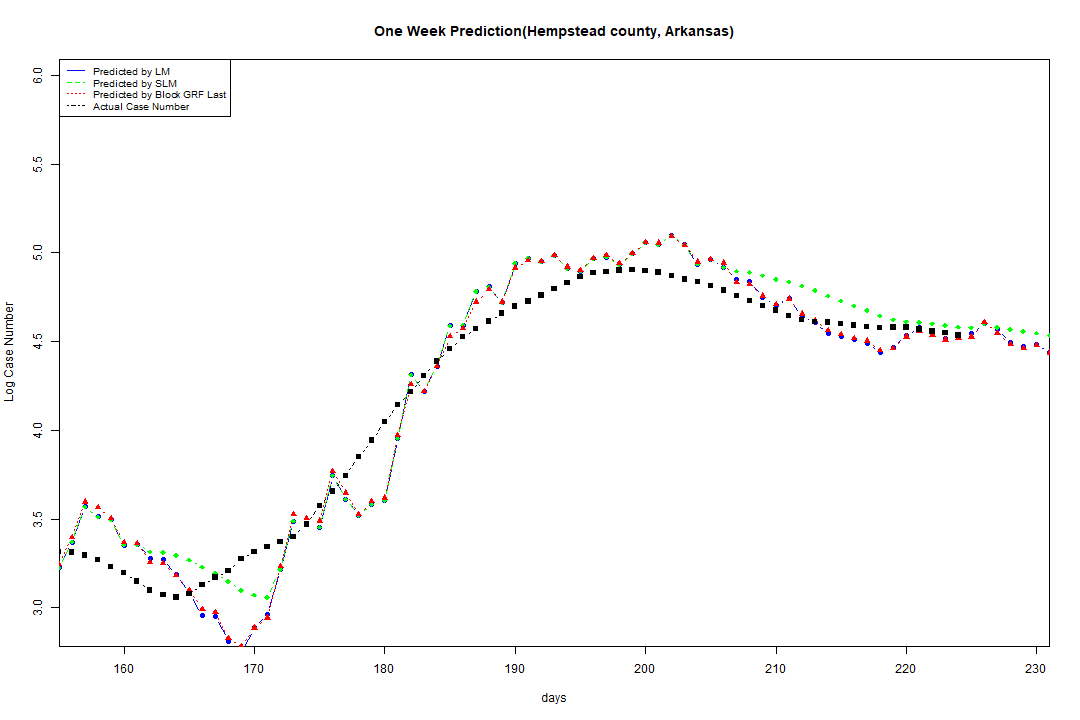 One Week Prediction(Hempstead county, Arkansas)
Predicted by LM
Predicted by SLM
Predicted by Block GRF Last
Actual Case Number
6.0
5.5
5.0
4.5
4.0
3.5
3.0
Log Case Number
160 170 180 190 200 210 220 230
days